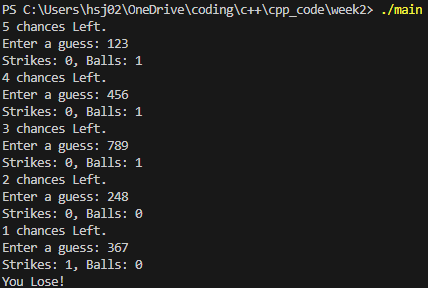 PS C:\Users\hsj02\OneDrive\coding\c++\cpp_code\week2> ./main
5 chances Left.
Enter a guess: 123
Strikes: 0, Balls: 1
4 chances Left.
Enter a guess: 456
Strikes: 0, Balls: 1
3 chances Left.
Enter a guess: 789
Strikes: 0, Balls: 1
2 chances Left.
Enter a guess: 248
Strikes: 0, Balls: 0
1 chances Left.
Enter a guess: 367
Strikes: 1, Balls: 0
You Lose!